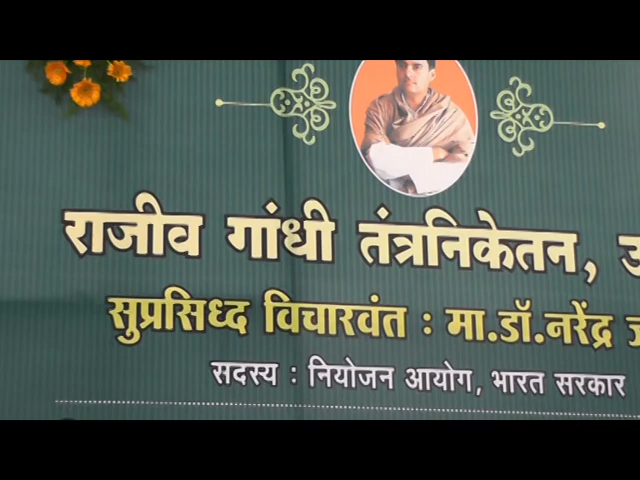 राजीव गांधी तंत्रनिकेतन,
सुप्रसिध्द विचारवंत : मा.डॉ.नरेंद्र
सदस्य : नियोजन आयोग, भारत सरकार